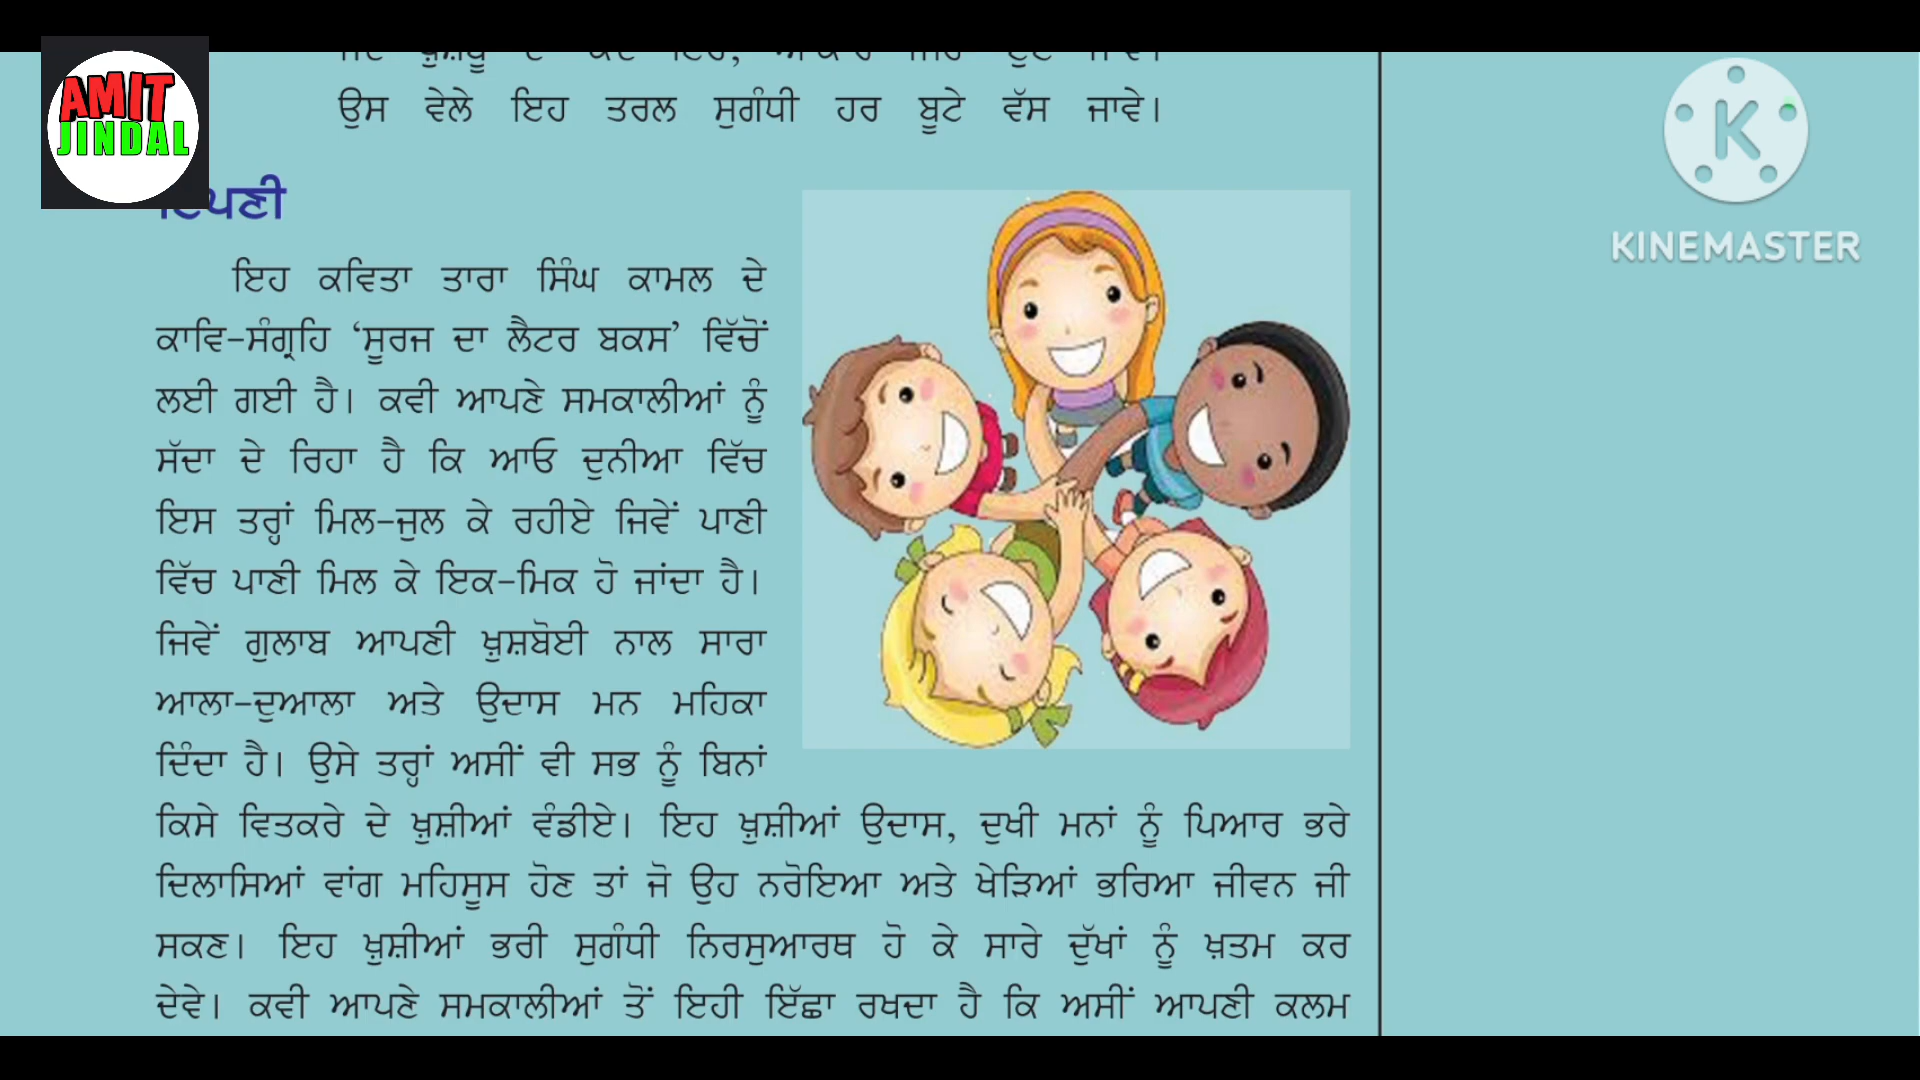 ਉਸ ਵੇਲੇ ਇਹ ਤਰਲ ਸੁਗੰਧੀ ਹਰ ਬੂਟੇ ਵੱਸ ਜਾਵੇ।
AMIT
JINDAL
KINEMASTER
ਇਹ ਕਵਿਤਾ ਤਾਰਾ ਸਿੰਘ ਕਾਮਲ ਦੇ
ਕਾਵਿ-ਸੰਗ੍ਰਹਿ ‘ਸੂਰਜ ਦਾ ਲੈਟਰ ਬਕਸ’ ਵਿੱਚੋਂ
ਲਈ ਗਈ ਹੈ। ਕਵੀ ਆਪਣੇ ਸਮਕਾਲੀਆਂ ਨੂੰ
ਸੱਦਾ ਦੇ ਰਿਹਾ ਹੈ ਕਿ ਆਓ ਦੁਨੀਆ ਵਿੱਚ
ਇਸ ਤਰ੍ਹਾਂ ਮਿਲ-ਜੁਲ ਕੇ ਰਹੀਏ ਜਿਵੇਂ ਪਾਣੀ
ਵਿੱਚ ਪਾਣੀ ਮਿਲ ਕੇ ਇਕ-ਮਿਕ ਹੋ ਜਾਂਦਾ ਹੈ।
ਜਿਵੇਂ ਗੁਲਾਬ ਆਪਣੀ ਖ਼ੁਸ਼ਬੋਈ ਨਾਲ ਸਾਰਾ
ਆਲਾ-ਦੁਆਲਾ ਅਤੇ ਉਦਾਸ ਮਨ ਮਹਿਕਾ
ਦਿੰਦਾ ਹੈ। ਉਸੇ ਤਰ੍ਹਾਂ ਅਸੀਂ ਵੀ ਸਭ ਨੂੰ ਬਿਨਾਂ
ਕਿਸੇ ਵਿਤਕਰੇ ਦੇ ਖ਼ੁਸ਼ੀਆਂ ਵੰਡੀਏ। ਇਹ ਖ਼ੁਸ਼ੀਆਂ ਉਦਾਸ, ਦੁਖੀ ਮਨਾਂ ਨੂੰ ਪਿਆਰ ਭਰੇ
ਦਿਲਾਸਿਆਂ ਵਾਂਗ ਮਹਿਸੂਸ ਹੋਣ ਤਾਂ ਜੋ ਉਹ ਨਰੋਇਆ ਅਤੇ ਖੇੜਿਆਂ ਭਰਿਆ ਜੀਵਨ ਜੀ
ਸਕਣ। ਇਹ ਖ਼ੁਸ਼ੀਆਂ ਭਰੀ ਸੁਗੰਧੀ ਨਿਰਸੁਆਰਥ ਹੋ ਕੇ ਸਾਰੇ ਦੁੱਖਾਂ ਨੂੰ ਖ਼ਤਮ ਕਰ
ਦੇਵੇ। ਕਵੀ ਆਪਣੇ ਸਮਕਾਲੀਆਂ ਤੋਂ ਇਹੀ ਇੱਛਾ ਰਖਦਾ ਹੈ ਕਿ ਅਸੀਂ ਆਪਣੀ ਕਲਮ